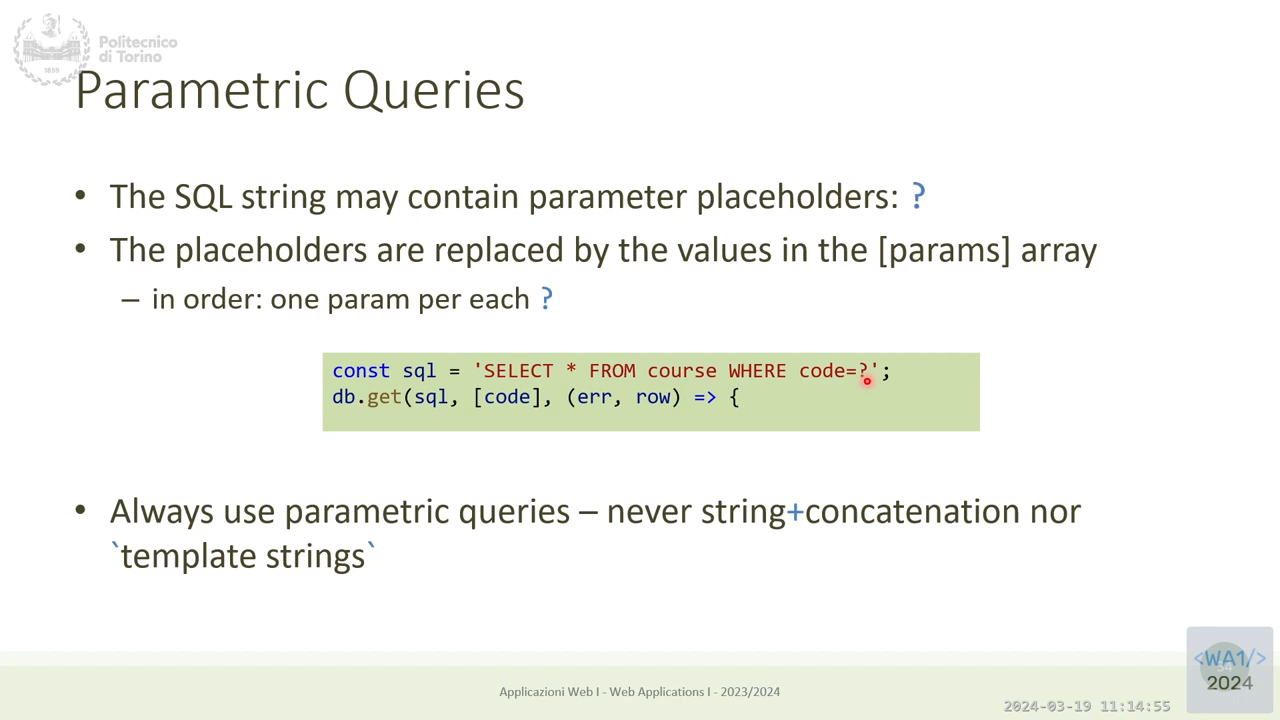 Politecnico
di Torino
1859
Parametric Queries
• The SQL string may contain parameter placeholders: ?
• The placeholders are replaced by the values in the [params] array
– in order: one param per each ?
const sql = 'SELECT * FROM course WHERE code=?';
db.get(sql, [code], (err, row) => {
• Always use parametric queries – never string+concatenation nor
`template strings`
<WA1/>
2024
Applicazioni Web I - Web Applications I - 2023/2024
2024-03-19 11:14:55